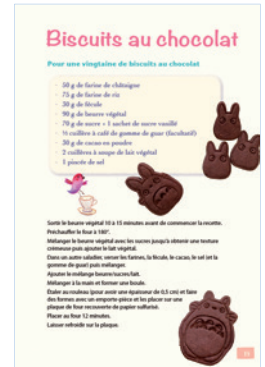 Biscuits au chocolat
Pour une vingtaine de biscuits au chocolat
50 g de farine de châtaigne
75 g de farine de riz
30 g de fécule
90 g de beurre végétal
70 g de sucre + 1 sachet de sucre vanillé
½ cuillère à café de gomme de guar (facultatif)
30 g de cacao en poudre
2 cuillères à soupe de lait végétal
1 pincée de sel
Sortir le beurre végétal 10 à 15 minutes avant de commencer la recette.
Préchauffer le four à 180°.
Mélanger le beurre végétal avec les sucres jusqu'à obtenir une texture
crémeuse puis ajouter le lait végétal.
Dans un autre saladier, verser les farines, la fécule, le cacao, le sel (et la
gomme de guar) puis mélanger.
Ajouter le mélange beurre/sucres/lait.
Mélanger à la main et former une boule.
Étaler au rouleau (pour avoir une épaisseur de 0,5 cm) et faire
des formes avec un emporte-pièce et les placer sur une
plaque de four recouverte de papier sulfurisé.
Placer au four 12 minutes.
Laisser refroidir sur la plaque.